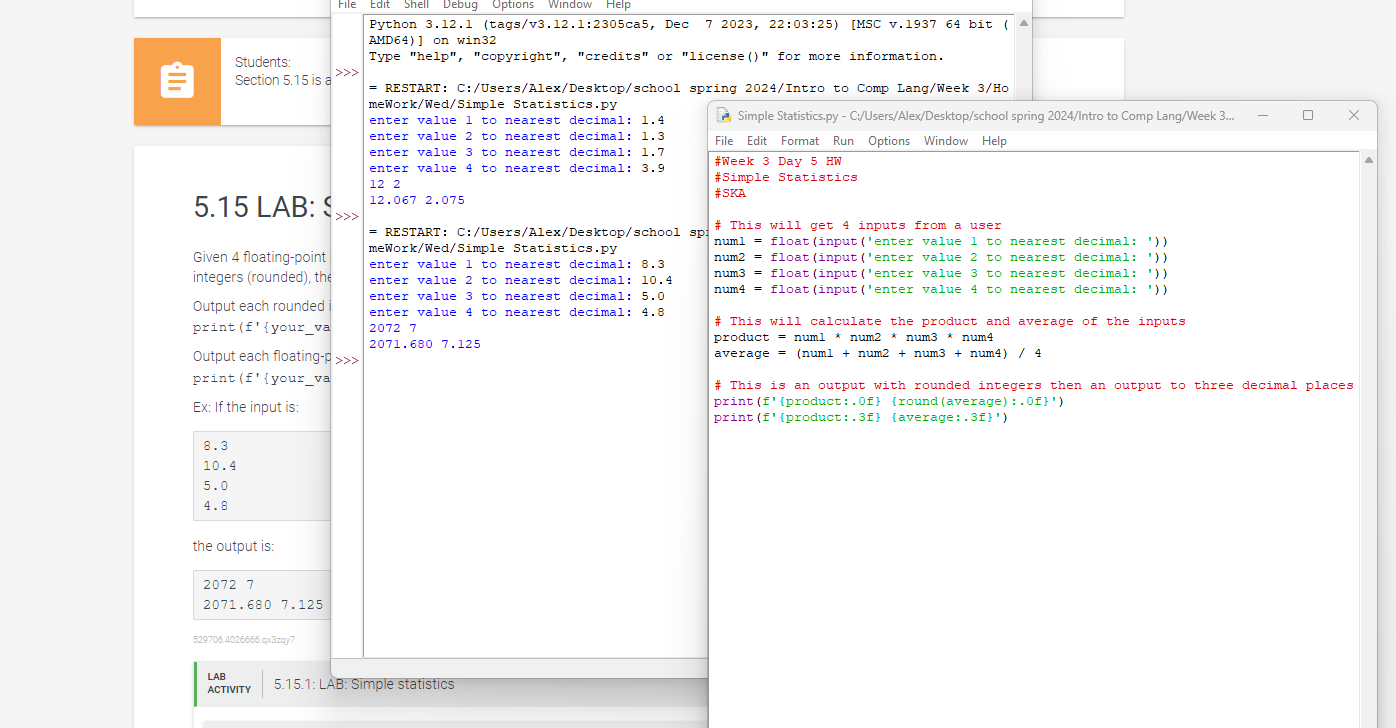 Students:
Section 5.15 is a
5.15 LAB: S
Given 4 floating-point
integers (rounded), the
Output each rounded i
print(f'{your_va
Output each floating-p
print(f'{your_va
Ex: If the input is:
8.3
10.4
5.0
4.8
the output is:
2072 7
2071.680 7.125
529706.4026666.qx3zqy7
LAB
ACTIVITY
5.15.1: LAB: Simple statistics
File Edit Shell Debug Options Window Help
Python 3.12.1 (tags/v3.12.1:2305ca5, Dec  7 2023, 22:03:25) [MSC v.1937 64 bit (
AMD64)] on win32
Type "help", "copyright", "credits" or "license()" for more information.
>>>
= RESTART: C:/Users/Alex/Desktop/school spring 2024/Intro to Comp Lang/Week 3/Ho
meWork/Wed/Simple Statistics.py
enter value 1 to nearest decimal: 1.4
enter value 2 to nearest decimal: 1.3
enter value 3 to nearest decimal: 1.7
enter value 4 to nearest decimal: 3.9
12 2
12.067 2.075
>>>
= RESTART: C:/Users/Alex/Desktop/school spr
meWork/Wed/Simple Statistics.py
enter value 1 to nearest decimal: 8.3
enter value 2 to nearest decimal: 10.4
enter value 3 to nearest decimal: 5.0
enter value 4 to nearest decimal: 4.8
2072 7
2071.680 7.125
>>>
Simple Statistics.py - C:/Users/Alex/Desktop/school spring 2024/Intro to Comp Lang/Week 3...
File Edit Format Run Options Window Help
#Week 3 Day 5 HW
#Simple Statistics
#SKA
# This will get 4 inputs from a user
num1 = float(input('enter value 1 to nearest decimal: '))
num2 = float(input('enter value 2 to nearest decimal: '))
num3 = float(input('enter value 3 to nearest decimal: '))
num4 = float(input('enter value 4 to nearest decimal: '))
# This will calculate the product and average of the inputs
product = num1 * num2 * num3 * num4
average = (num1 + num2 + num3 + num4) / 4
# This is an output with rounded integers then an output to three decimal places
print(f'{product:.0f} {round(average):.0f}')
print(f'{product:.3f} {average:.3f}')